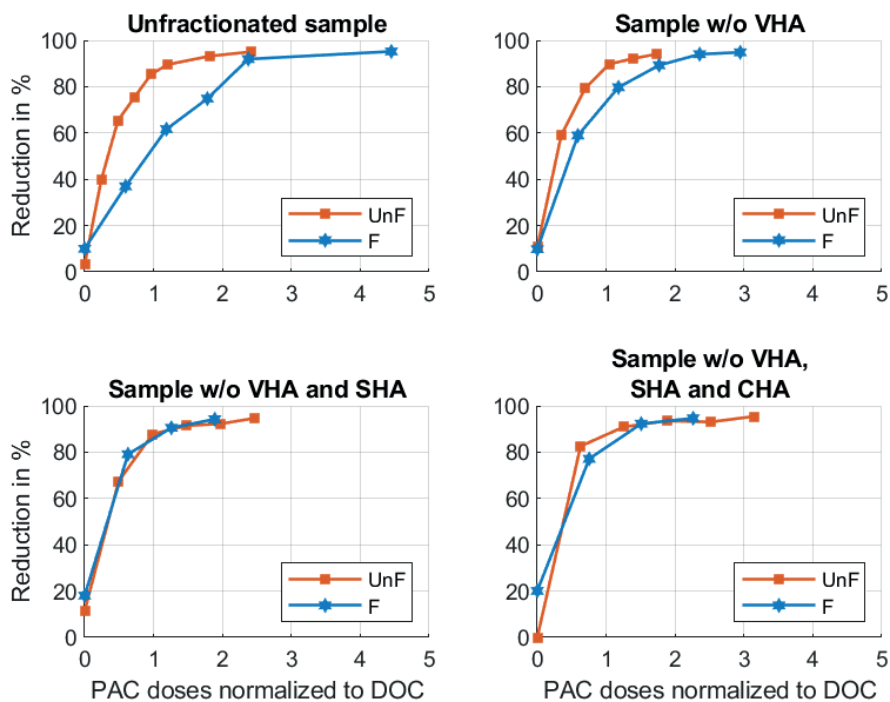 Unfractionated sample
Reduction in %
100
80
60
40
20
0
UnF
F
0 1 2 3 4 5
Sample w/o VHA
100
80
60
40
20
0
UnF
F
0 1 2 3 4 5
Sample w/o VHA and SHA
Reduction in %
100
80
60
40
20
0
UnF
F
0 1 2 3 4 5
PAC doses normalized to DOC
Sample w/o VHA,
SHA and CHA
100
80
60
40
20
0
UnF
F
0 1 2 3 4 5
PAC doses normalized to DOC